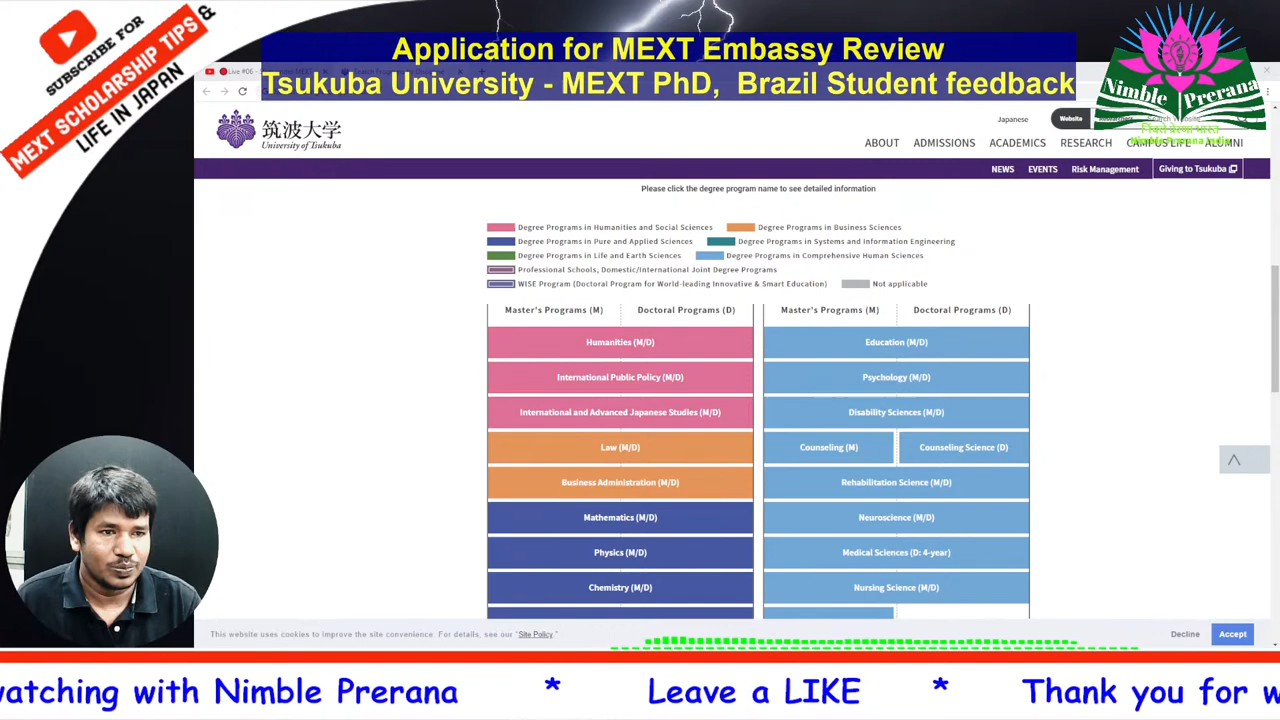 SUBSCRIBE FOR
MEXT SCHOLARSHIP TIPS &
LIFE IN JAPAN
Application for MEXT Embassy Review
Tsukuba University - MEXT PhD, Brazil Student feedback
Nimble Prerana
निम्बले प्रेरणा भारत
Nimble Prerana India
筑波大学
University of Tsukuba
Japanese
Website
ABOUT ADMISSIONS ACADEMICS RESEARCH CAMPUS LIFE ALUMNI
NEWS EVENTS Risk Management Giving to Tsukuba
Please click the degree program name to see detailed information
Degree Programs in Humanities and Social Sciences Degree Programs in Business Sciences
Degree Programs in Pure and Applied Sciences Degree Programs in Systems and Information Engineering
Degree Programs in Life and Earth Sciences Degree Programs in Comprehensive Human Sciences
Professional Schools, Domestic/International Joint Degree Programs
WISE Program (Doctoral Program for World-leading Innovative & Smart Education) Not applicable
Master's Programs (M) Doctoral Programs (D) Master's Programs (M) Doctoral Programs (D)
Humanities (M/D) Education (M/D)
International Public Policy (M/D) Psychology (M/D)
International and Advanced Japanese Studies (M/D) Disability Sciences (M/D)
Law (M/D) Counseling (M) Counseling Science (D)
Business Administration (M/D) Rehabilitation Science (M/D)
Mathematics (M/D) Neuroscience (M/D)
Physics (M/D) Medical Sciences (D: 4-year)
Chemistry (M/D) Nursing Science (M/D)
This website uses cookies to improve the site convenience. For details, see our "Site Policy." Decline Accept
watching with Nimble Prerana * Leave a LIKE * Thank you for w